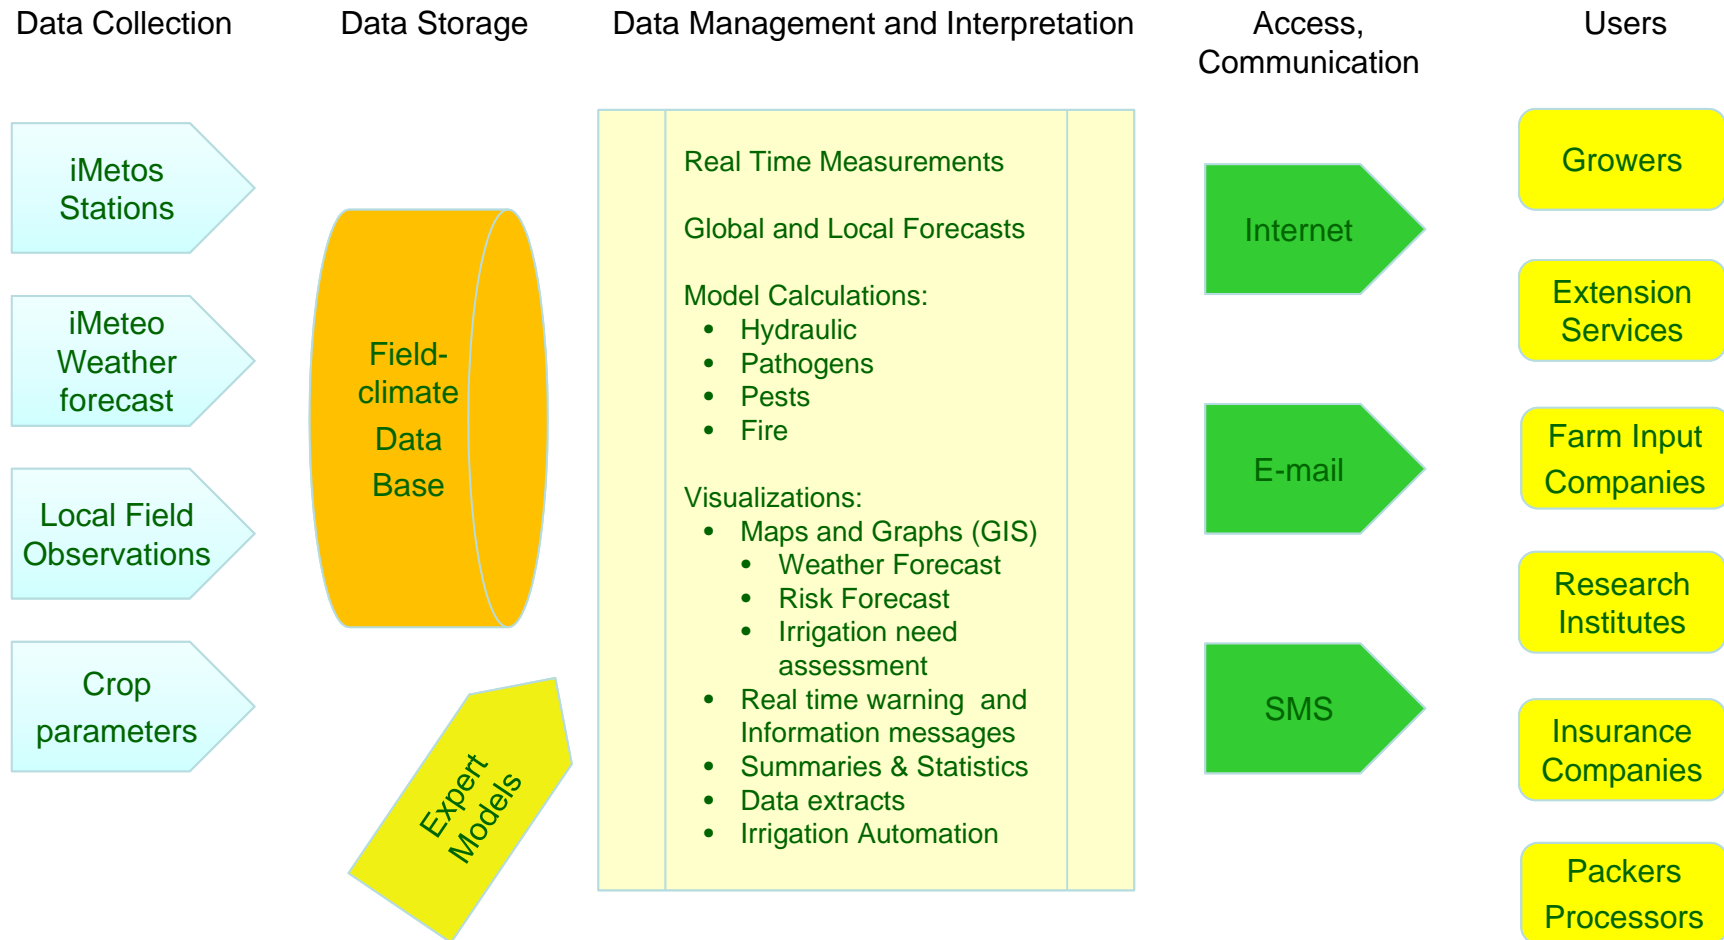 Data Collection
Data Storage
Data Management and Interpretation
Access,
Communication
Users
iMetos
Stations
iMeteo
Weather
forecast
Local Field
Observations
Crop
parameters
Field-
climate
Data
Base
Expert
Models
Real Time Measurements
Global and Local Forecasts
Model Calculations:
• Hydraulic
• Pathogens
• Pests
• Fire
Visualizations:
• Maps and Graphs (GIS)
• Weather Forecast
• Risk Forecast
• Irrigation need
assessment
• Real time warning and
Information messages
• Summaries & Statistics
• Data extracts
• Irrigation Automation
Internet
E-mail
SMS
Growers
Extension
Services
Farm Input
Companies
Research
Institutes
Insurance
Companies
Packers
Processors